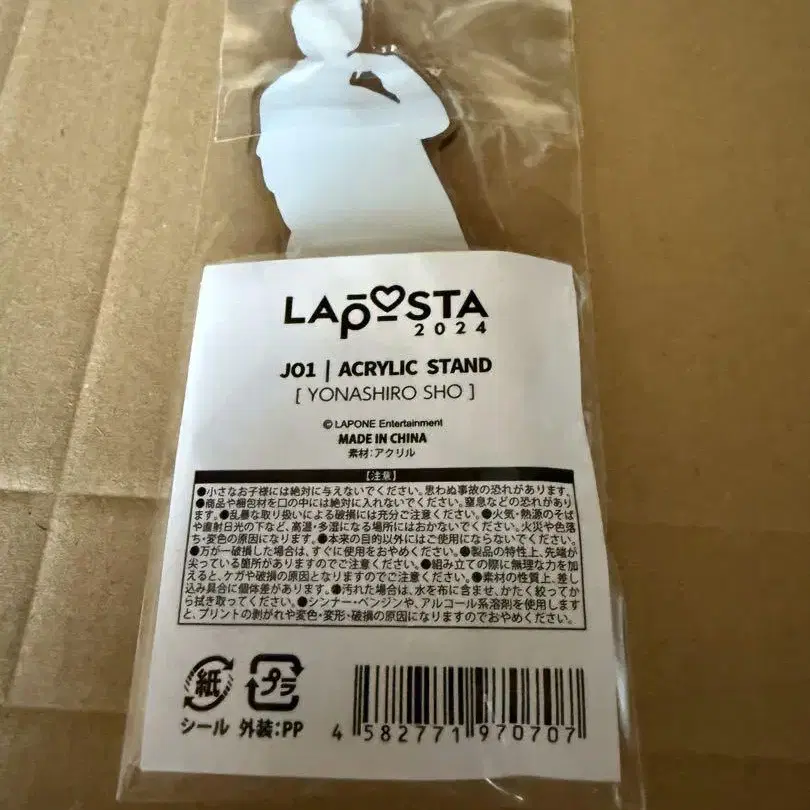 LAPOSTA
2024
JO1 | ACRYLIC STAND
[ YONASHIRO SHO ]
© LAPONE Entertainment
MADE IN CHINA
素材:アクリル
【注意】
●小さなお子様には絶対に与えないでください。思わぬ事故の恐れがあります。
●商品や梱包材を口の中には絶対に入れないでください。窒息などの恐れがあり
ます。●乱暴な取り扱いによる破損には充分ご注意ください。●火気・熱源のそば
や直射日光の下など、高温・多湿になる場所にはおかないでください。火災や色落
ち・変色の原因になります。●本来の目的以外にはご使用にならないでください。
●万が一破損した場合は、すぐに使用をおやめください。●製品の特性上、先端が
尖っている箇所がありますのでご注意ください。●組み立ての際に無理な力を加
えると、ケガや破損の原因となりますのでご注意ください。●素材の性質上、差し
込み具合に個体差があります。●汚れた場合は、水を布に含ませ、かたく絞ってか
ら拭き取ってください。●シンナー・ベンジンや、アルコール系溶剤を使用します
と、プリントの剥がれや変色・変形・破損の原因になりますのでおやめください。
紙 プラ
シール 外装:PP
4 582771 970707